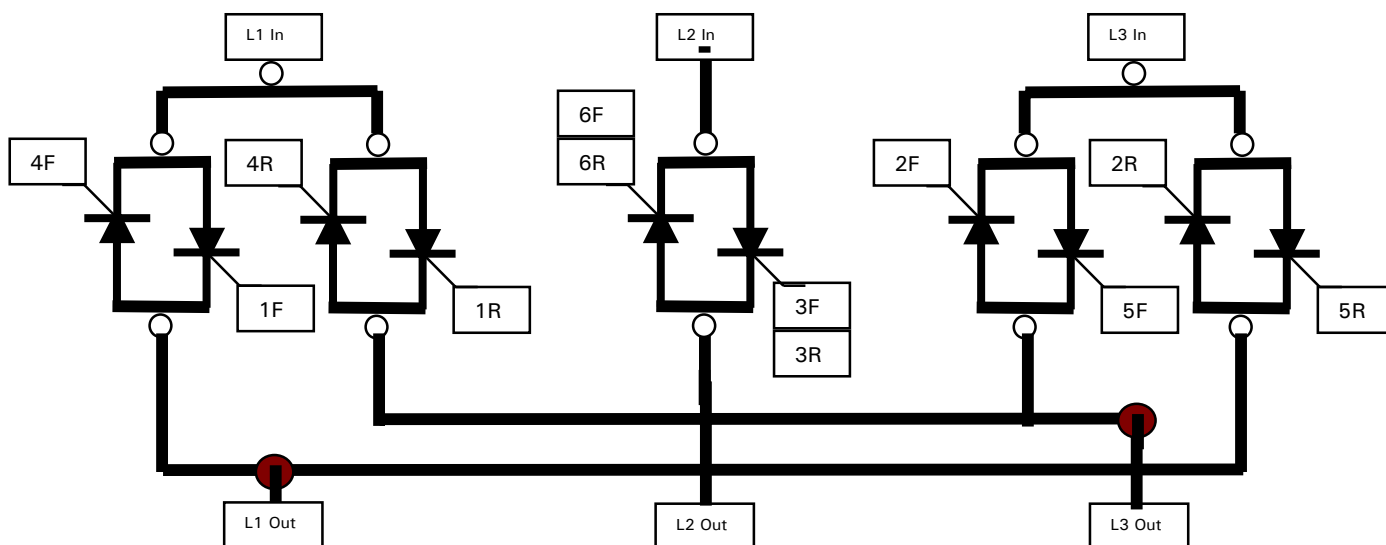 L1 In
L2 In
L3 In
6F
4F
4R
6R
2F
2R
1F
1R
3F
5F
5R
3R
L1 Out
L2 Out
L3 Out